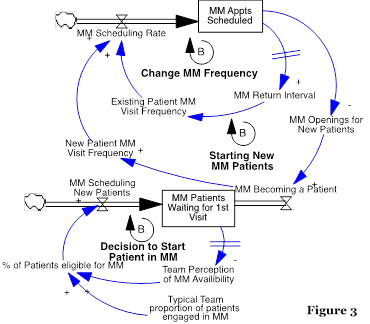 MM Appts
Scheduled
MM Scheduling Rate
+
+
B
Change MM Frequency
+
Existing Patient MM
Visit Frequency
MM Return Interval
-
MM Openings for
New Patients
B
Starting New
MM Patients
New Patient MM
Visit Frequency
+
+
MM Becoming a Patient
MM Scheduling
New Patients
+
MM Patients
Waiting for 1st
Visit
B
Decision to Start
Patient in MM
-
% of Patients eligible for MM
Team Perception
of MM Availibility
+
+
Typical Team
proportion of patients
engaged in MM
Figure 3